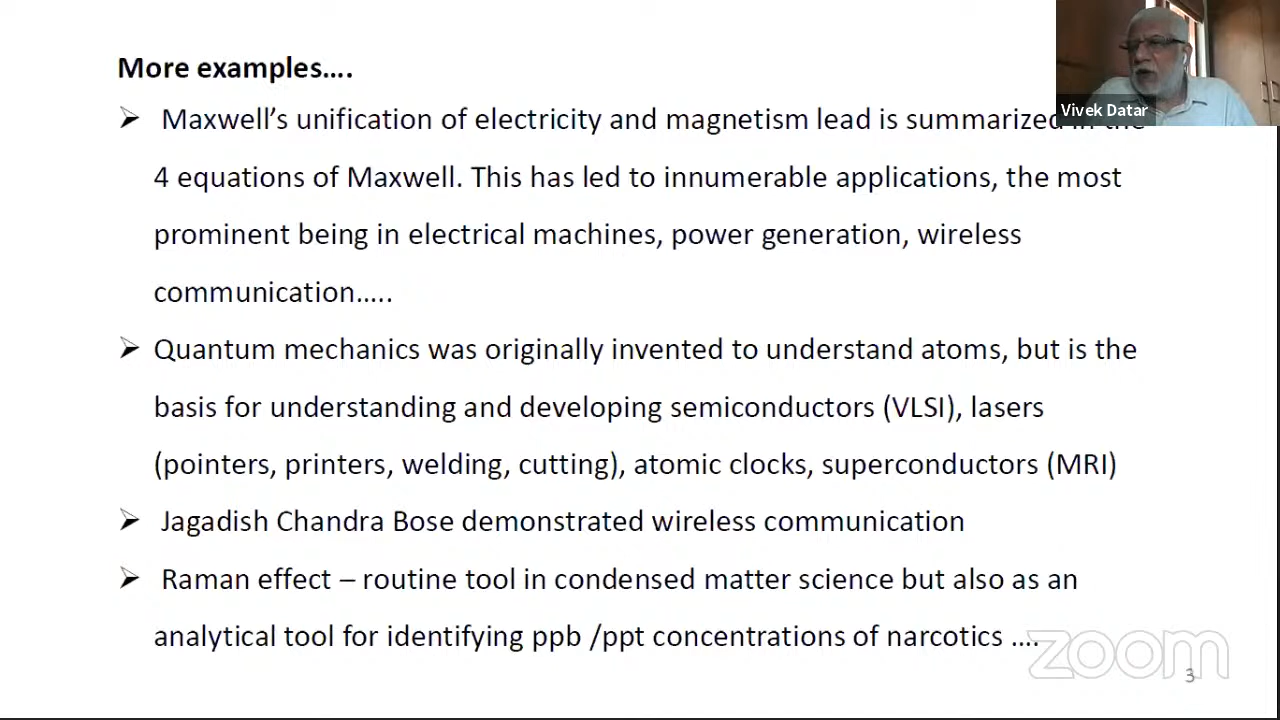 More examples….
➢ Maxwell's unification of electricity and magnetism lead is summarized in the
4 equations of Maxwell. This has led to innumerable applications, the most
prominent being in electrical machines, power generation, wireless
communication…..
➢ Quantum mechanics was originally invented to understand atoms, but is the
basis for understanding and developing semiconductors (VLSI), lasers
(pointers, printers, welding, cutting), atomic clocks, superconductors (MRI)
➢ Jagadish Chandra Bose demonstrated wireless communication
➢ Raman effect – routine tool in condensed matter science but also as an
analytical tool for identifying ppb /ppt concentrations of narcotics ….
Vivek Datar
zoom
3